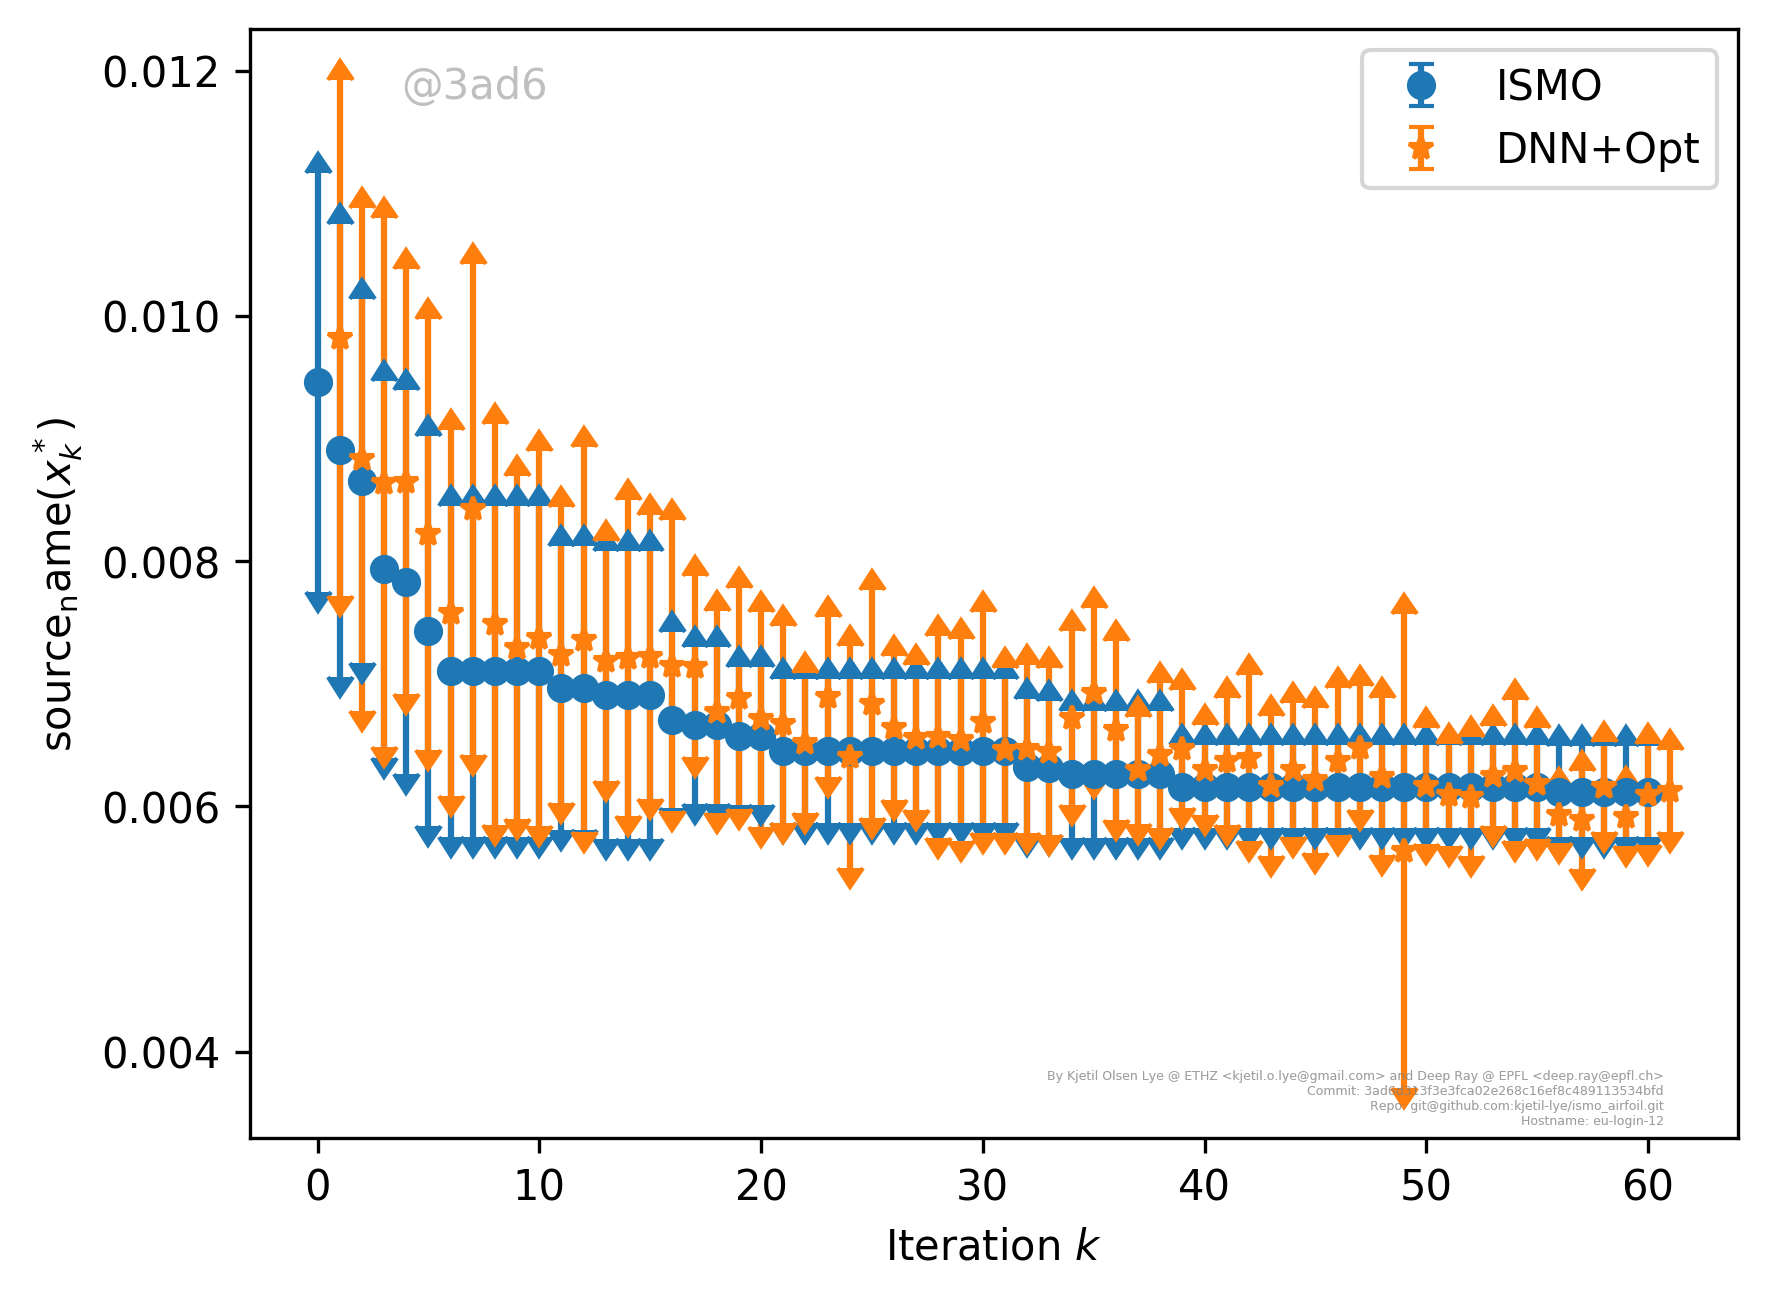 @3ad6
ISMO
DNN+Opt
0.012
0.010
0.008
0.006
0.004
source_name(x_k^*)
0 10 20 30 40 50 60
Iteration k
By Kjetil Olsen Lye @ ETHZ <kjetil.o.lye@gmail.com> and Deep Ray @ EPFL <deep.ray@epfl.ch>
Repo: git@github.com:kjetil-lye/ismo_airfoil.git
Hostname: eu-login-12